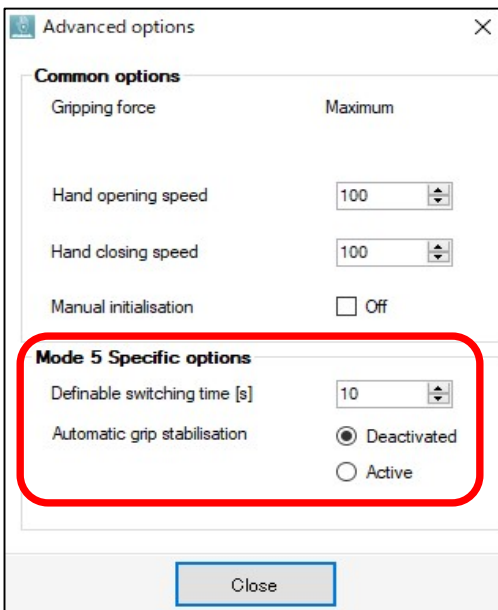 Advanced options
Common options
Gripping force Maximum
Hand opening speed 100
Hand closing speed 100
Manual initialisation Off
Mode 5 Specific options
Definable switching time [s] 10
Automatic grip stabilisation Deactivated
Active
Close